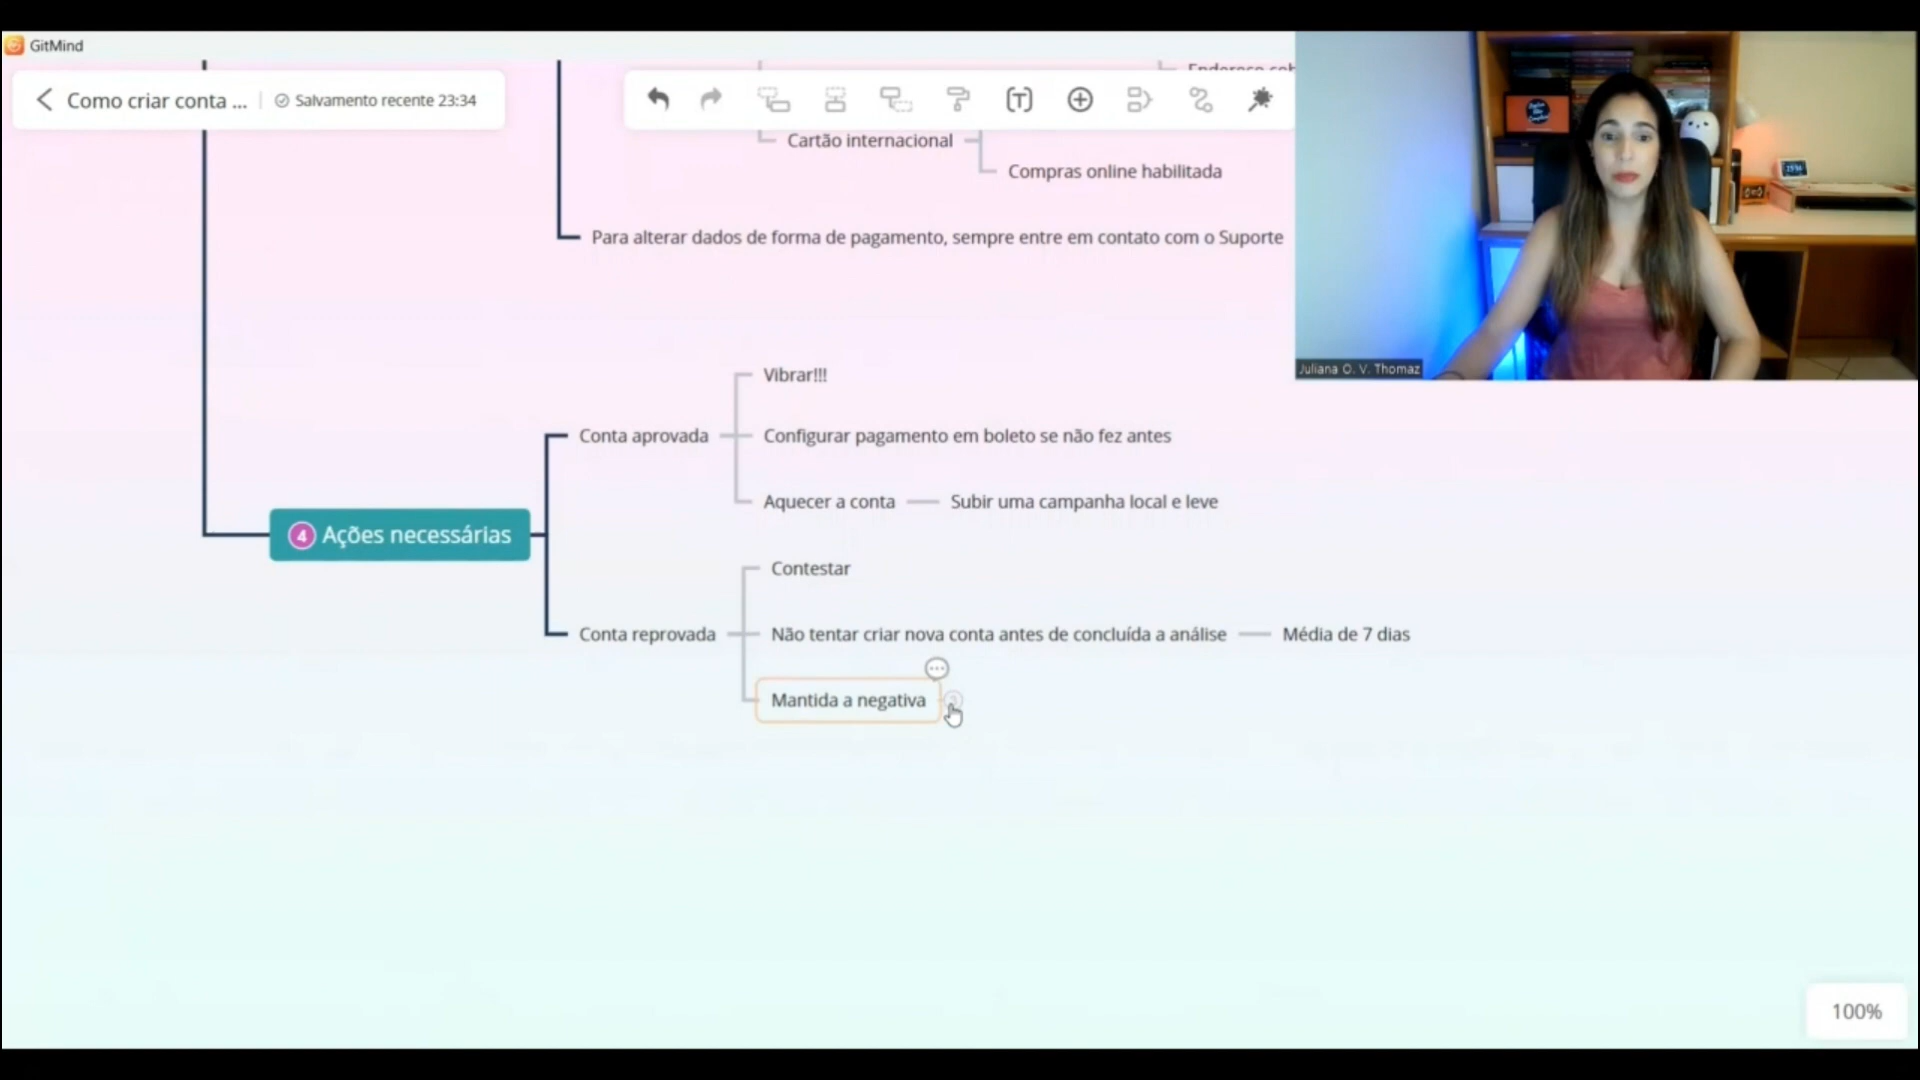 GitMind
Como criar conta ...
Salvamento recente 23:34
Cartão internacional
Compras online habilitada
Para alterar dados de forma de pagamento, sempre entre em contato com o Suporte
Juliana O. V. Thomaz
Vibrar!!!
Conta aprovada
Configurar pagamento em boleto se não fez antes
Aquecer a conta
Subir uma campanha local e leve
4 Ações necessárias
Contestar
Conta reprovada
Não tentar criar nova conta antes de concluída a análise
Média de 7 dias
Mantida a negativa
100%